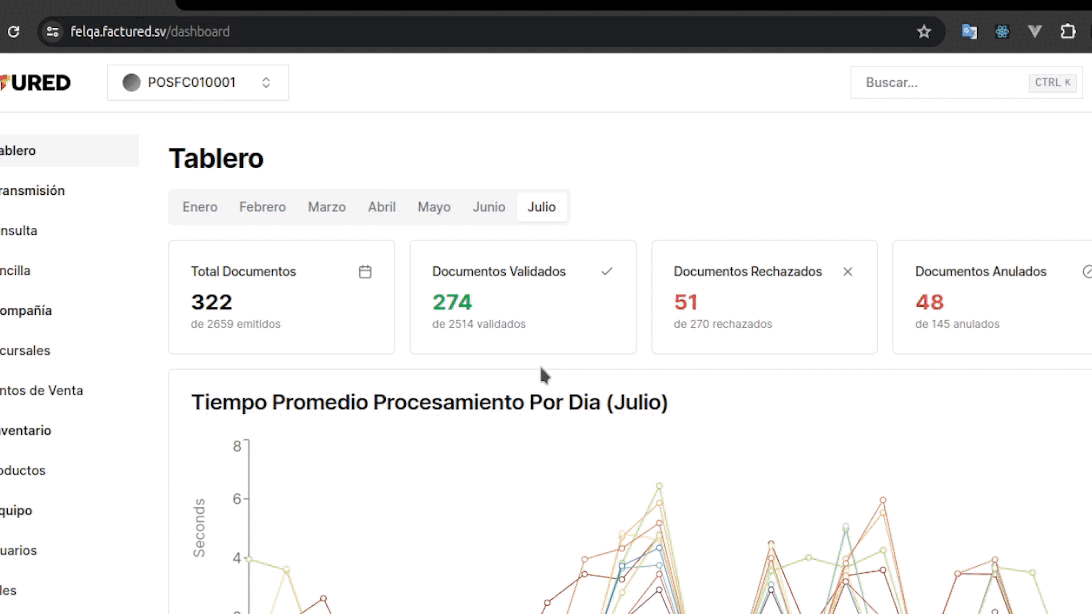 felqa.factured.sv/dashboard
URED
POSFC010001
Buscar...
CTRL K
ablero
ransmisión
nsulta
ncilla
ompañía
cursales
ntos de Venta
ventario
oductos
quipo
uarios
les
Tablero
Enero Febrero Marzo Abril Mayo Junio Julio
Total Documentos
322
de 2659 emitidos
Documentos Validados
274
de 2514 validados
Documentos Rechazados
51
de 270 rechazados
Documentos Anulados
48
de 145 anulados
Tiempo Promedio Procesamiento Por Dia (Julio)
8
6
4
Seconds